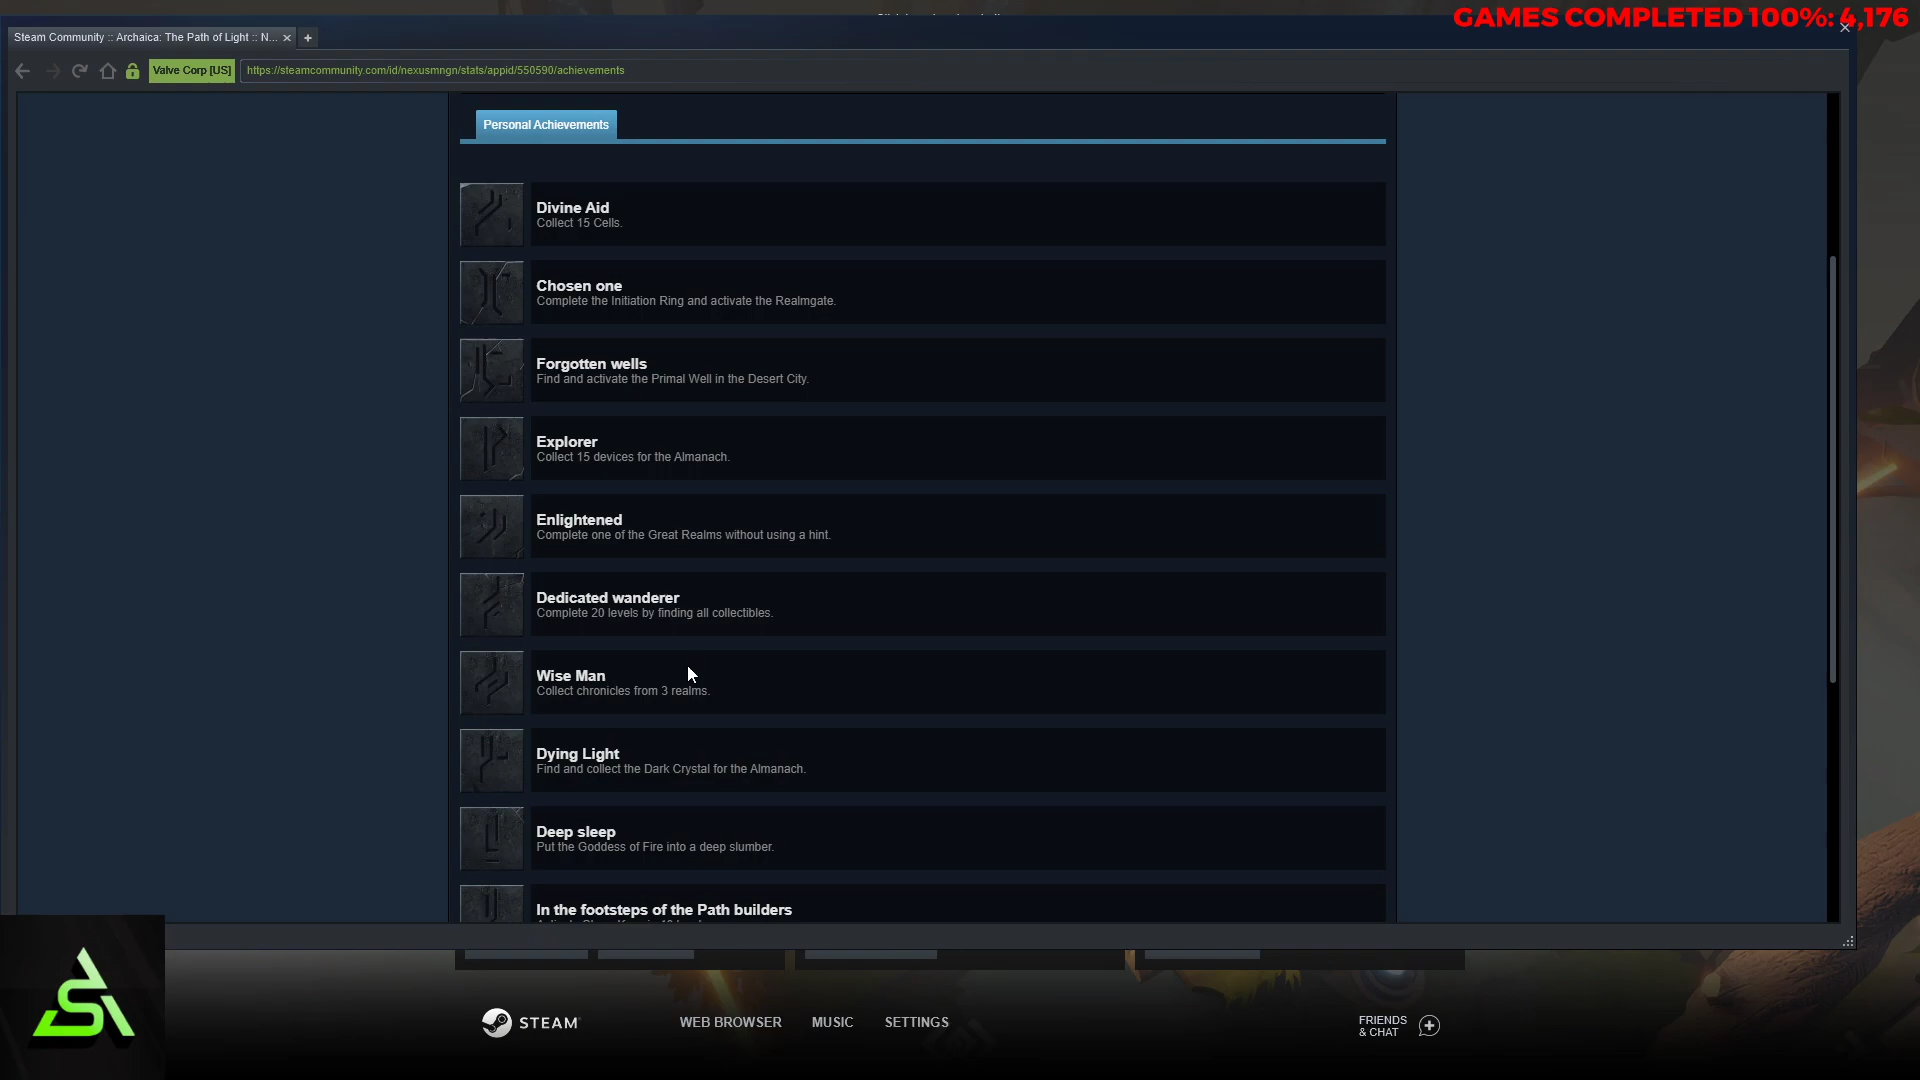 GAMES COMPLETED 100%: 4,176
Steam Community :: Archaica: The Path of Light :: N...
Valve Corp [US]
https://steamcommunity.com/id/nexusmngn/stats/appid/550590/achievements
Personal Achievements
Divine Aid
Collect 15 Cells.
Chosen one
Complete the Initiation Ring and activate the Realmgate.
Forgotten wells
Find and activate the Primal Well in the Desert City.
Explorer
Collect 15 devices for the Almanach.
Enlightened
Complete one of the Great Realms without using a hint.
Dedicated wanderer
Complete 20 levels by finding all collectibles.
Wise Man
Collect chronicles from 3 realms.
Dying Light
Find and collect the Dark Crystal for the Almanach.
Deep sleep
Put the Goddess of Fire into a deep slumber.
In the footsteps of the Path builders
STEAM
WEB BROWSER
MUSIC
SETTINGS
FRIENDS
& CHAT